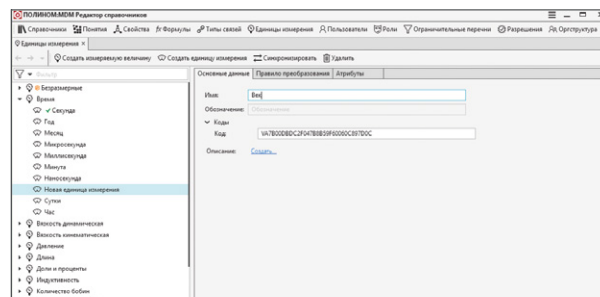 ПОЛИНОМ:MDM Редактор справочников
Справочники Понятия Свойства Формулы Типы связей Единицы измерения Пользователи Роли Ограничительные перечни Разрешения Оргструктура
Единицы измерения ×
Создать измеряемую величину Создать единицу измерения Синхронизировать Удалить
Фильтр
Основные данные Правило преобразования Атрибуты
Безразмерные
Время
Секунда
Год
Месяц
Микросекунда
Миллисекунда
Минута
Наносекунда
Новая единица измерения
Сутки
Час
Вязкость динамическая
Вязкость кинематическая
Давление
Длина
Доли и проценты
Индуктивность
Количество бобин
Имя: Век
Обозначение: Обозначение
Коды
Код:
Описание: Создать...